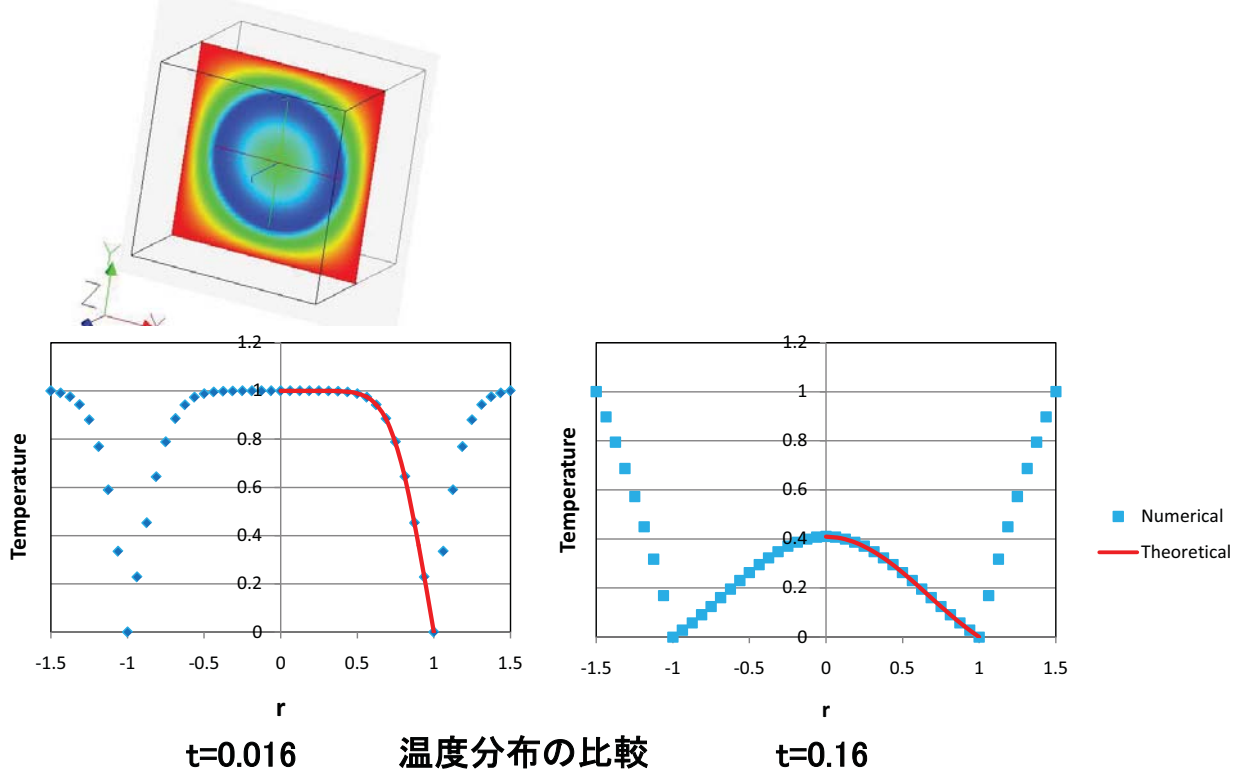 Y
Z
X
1.2
1
0.8
0.6
0.4
0.2
0
-1.5 -1 -0.5 0 0.5 1 1.5
Temperature
r
1.2
1
0.8
0.6
0.4
0.2
0
-1.5 -1 -0.5 0 0.5 1 1.5
Temperature
r
Numerical
Theoretical
t=0.016 温度分布の比較 t=0.16